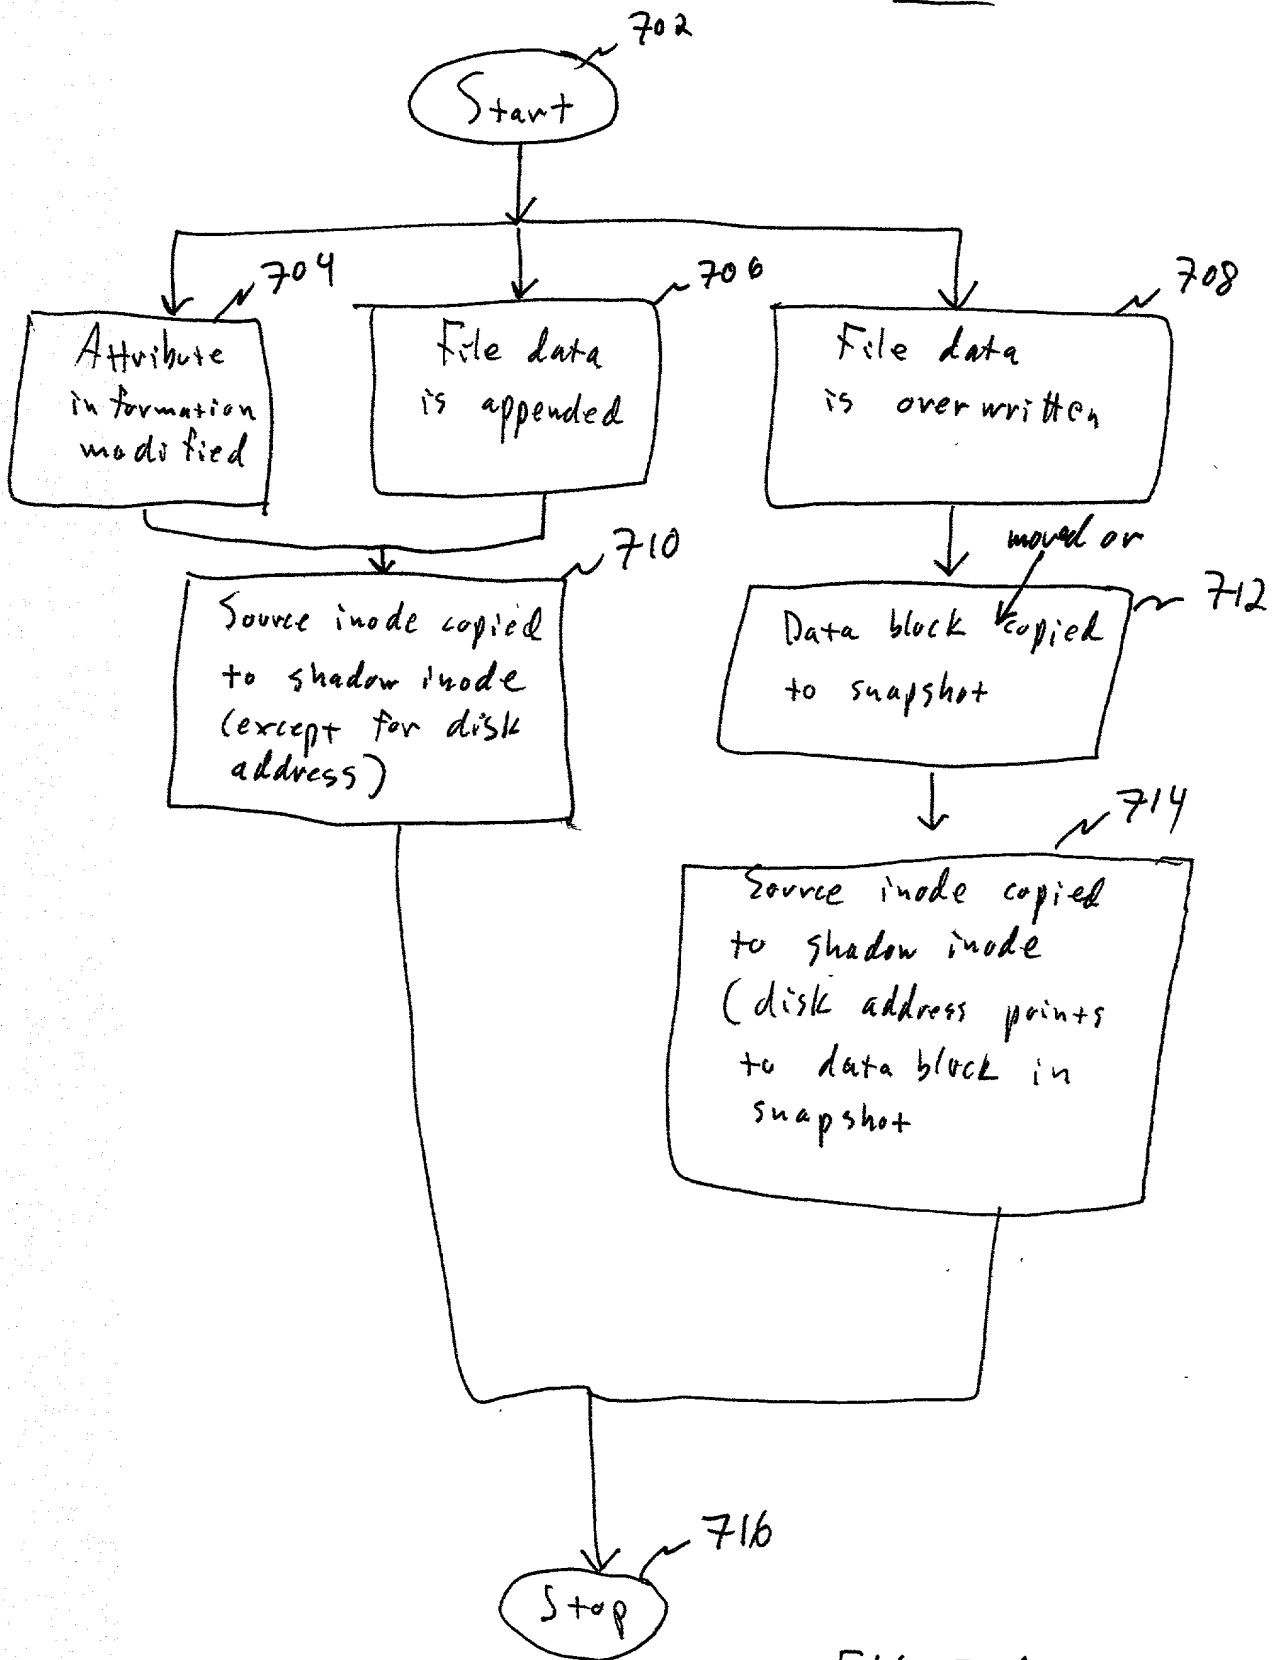 702
Start
704
706
708
Attribute
information
modified
File data
is appended
File data
is overwritten
moved or
710
712
Source inode copied
to shadow inode
(except for disk
address)
Data block copied
to snapshot
714
Source inode copied
to shadow inode
(disk address points
to data block in
snapshot
716
Stop